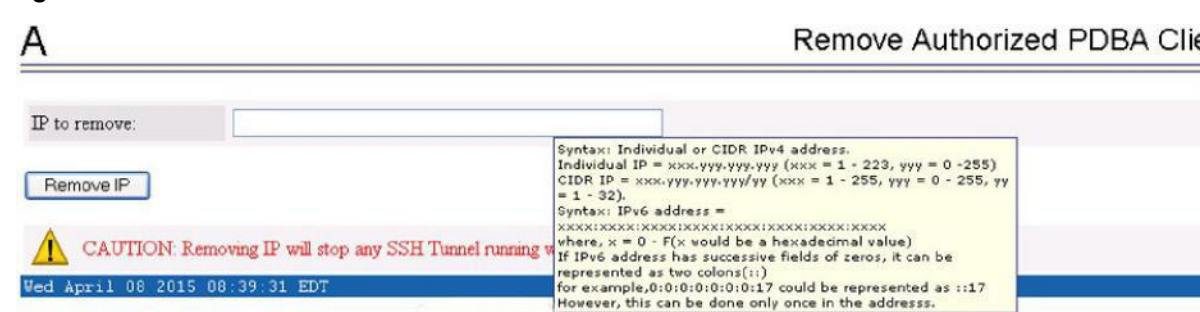 A
Remove Authorized PDBA Clie
IP to remove:
Syntax: Individual or CIDR IPv4 address.
Individual IP = xxx.yyy.yyy.yyy (xxx = 1 - 223, yyy = 0 -255)
CIDR IP = xxx.yyy.yyy.yyy/yy (xxx = 1 - 255, yyy = 0 - 255, yy
= 1 - 32).
Syntax: IPv6 address =
xxxx:xxxx:xxxx:xxxx:xxxx:xxxx:xxxx:xxxx
where, x = 0 - F(x would be a hexadecimal value)
If IPv6 address has successive fields of zeros, it can be
represented as two colons(::)
for example,0:0:0:0:0:0:0:17 could be represented as ::17
However, this can be done only once in the addresss.
Remove IP
CAUTION: Removing IP will stop any SSH Tunnel running w
Wed April 08 2015 08:39:31 EDT